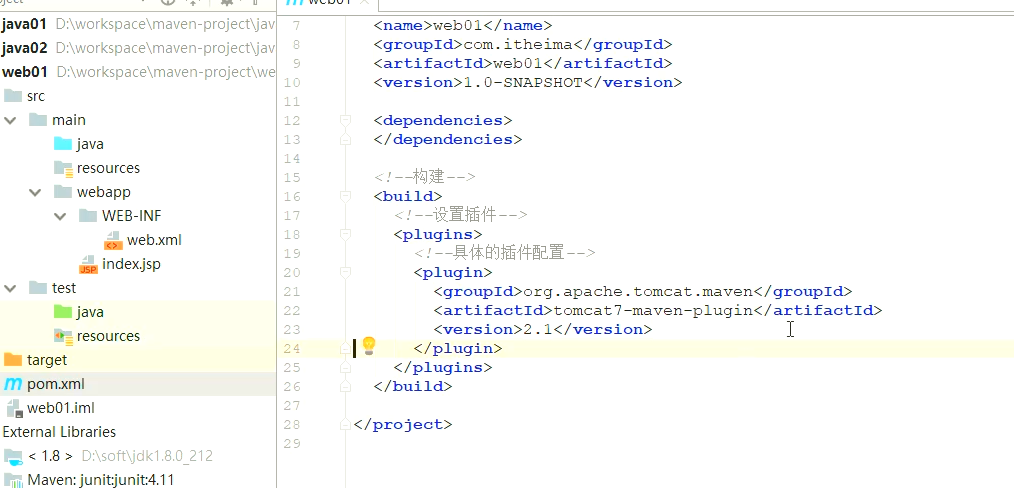 web01
java01 D:\workspace\maven-project\jav
java02 D:\workspace\maven-project\jav
web01 D:\workspace\maven-project\we
src
main
java
resources
webapp
WEB-INF
web.xml
index.jsp
test
java
resources
target
pom.xml
web01.iml
External Libraries
< 1.8 > D:\soft\jdk1.8.0_212
Maven: junit:junit:4.11
7 <name>web01</name>
8 <groupId>com.itheima</groupId>
9 <artifactId>web01</artifactId>
10 <version>1.0-SNAPSHOT</version>
11
12 <dependencies>
13 </dependencies>
14
15 <!--构建-->
16 <build>
17 <!--设置插件-->
18 <plugins>
19 <!--具体的插件配置-->
20 <plugin>
21 <groupId>org.apache.tomcat.maven</groupId>
22 <artifactId>tomcat7-maven-plugin</artifactId>
23 <version>2.1</version>
24 </plugin>
25 </plugins>
26 </build>
27
28 </project>
29